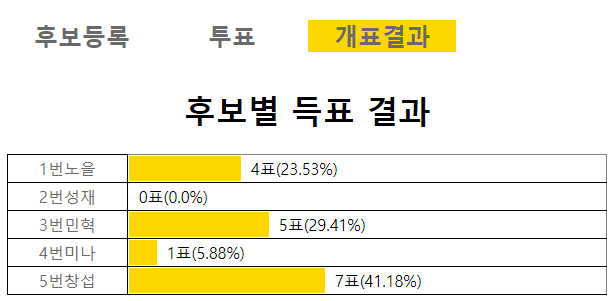 후보등록 투표 개표결과
후보별 득표 결과
1번노을 4표(23.53%)
2번성재 0표(0.0%)
3번민혁 5표(29.41%)
4번미나 1표(5.88%)
5번창섭 7표(41.18%)